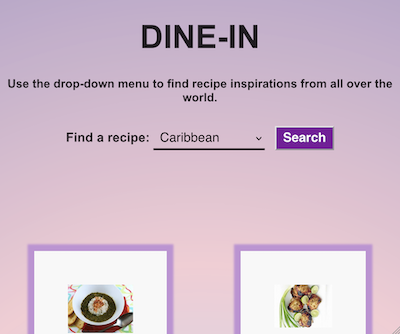 DINE-IN
Use the drop-down menu to find recipe inspirations from all over the
world.
Find a recipe: Caribbean Search